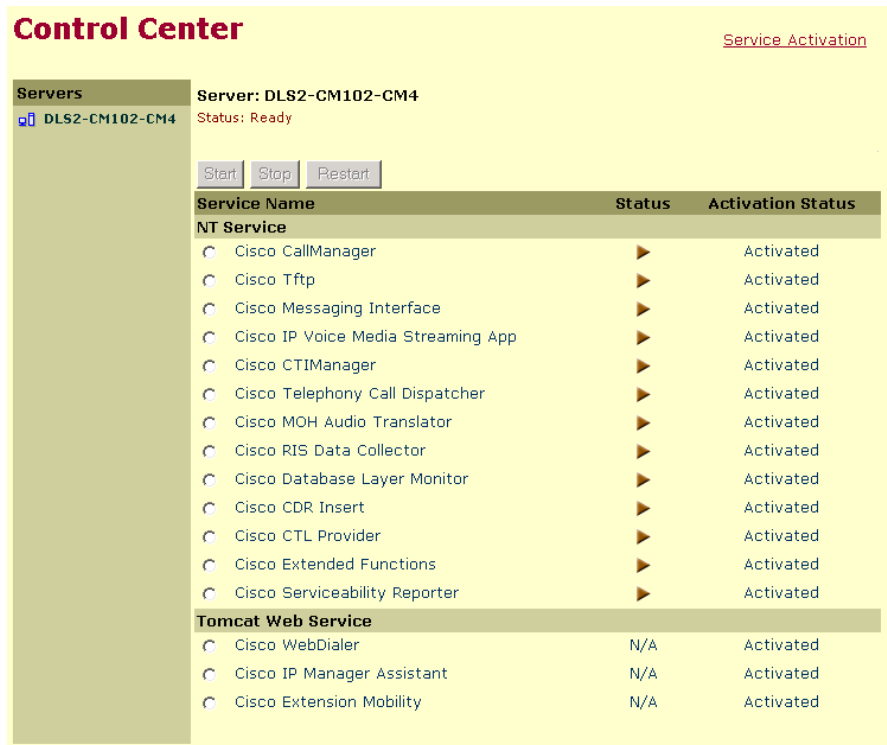 Control Center
Service Activation
Servers
DLS2-CM102-CM4
Server: DLS2-CM102-CM4
Status: Ready
Start Stop Restart
Service Name Status Activation Status
NT Service
Cisco CallManager Activated
Cisco Tftp Activated
Cisco Messaging Interface Activated
Cisco IP Voice Media Streaming App Activated
Cisco CTIManager Activated
Cisco Telephony Call Dispatcher Activated
Cisco MOH Audio Translator Activated
Cisco RIS Data Collector Activated
Cisco Database Layer Monitor Activated
Cisco CDR Insert Activated
Cisco CTL Provider Activated
Cisco Extended Functions Activated
Cisco Serviceability Reporter Activated
Tomcat Web Service
Cisco WebDialer N/A Activated
Cisco IP Manager Assistant N/A Activated
Cisco Extension Mobility N/A Activated